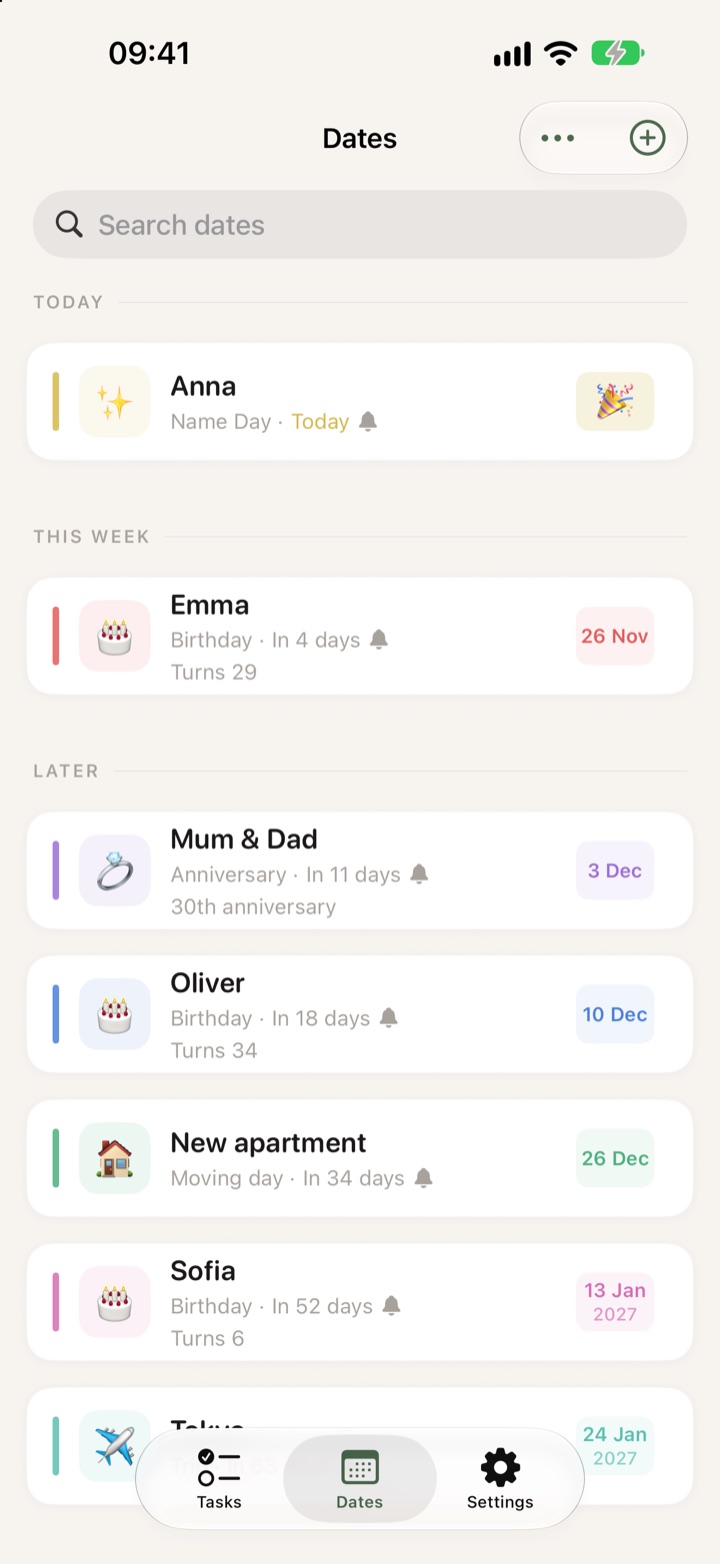 09:41
Dates
Search dates
TODAY
Anna
Name Day · Today
THIS WEEK
Emma
Birthday · In 4 days
Turns 29
26 Nov
LATER
Mum & Dad
Anniversary · In 11 days
30th anniversary
3 Dec
Oliver
Birthday · In 18 days
Turns 34
10 Dec
New apartment
Moving day · In 34 days
26 Dec
Sofia
Birthday · In 52 days
Turns 6
13 Jan
2027
Tokyo
24 Jan
2027
Tasks
Dates
Settings